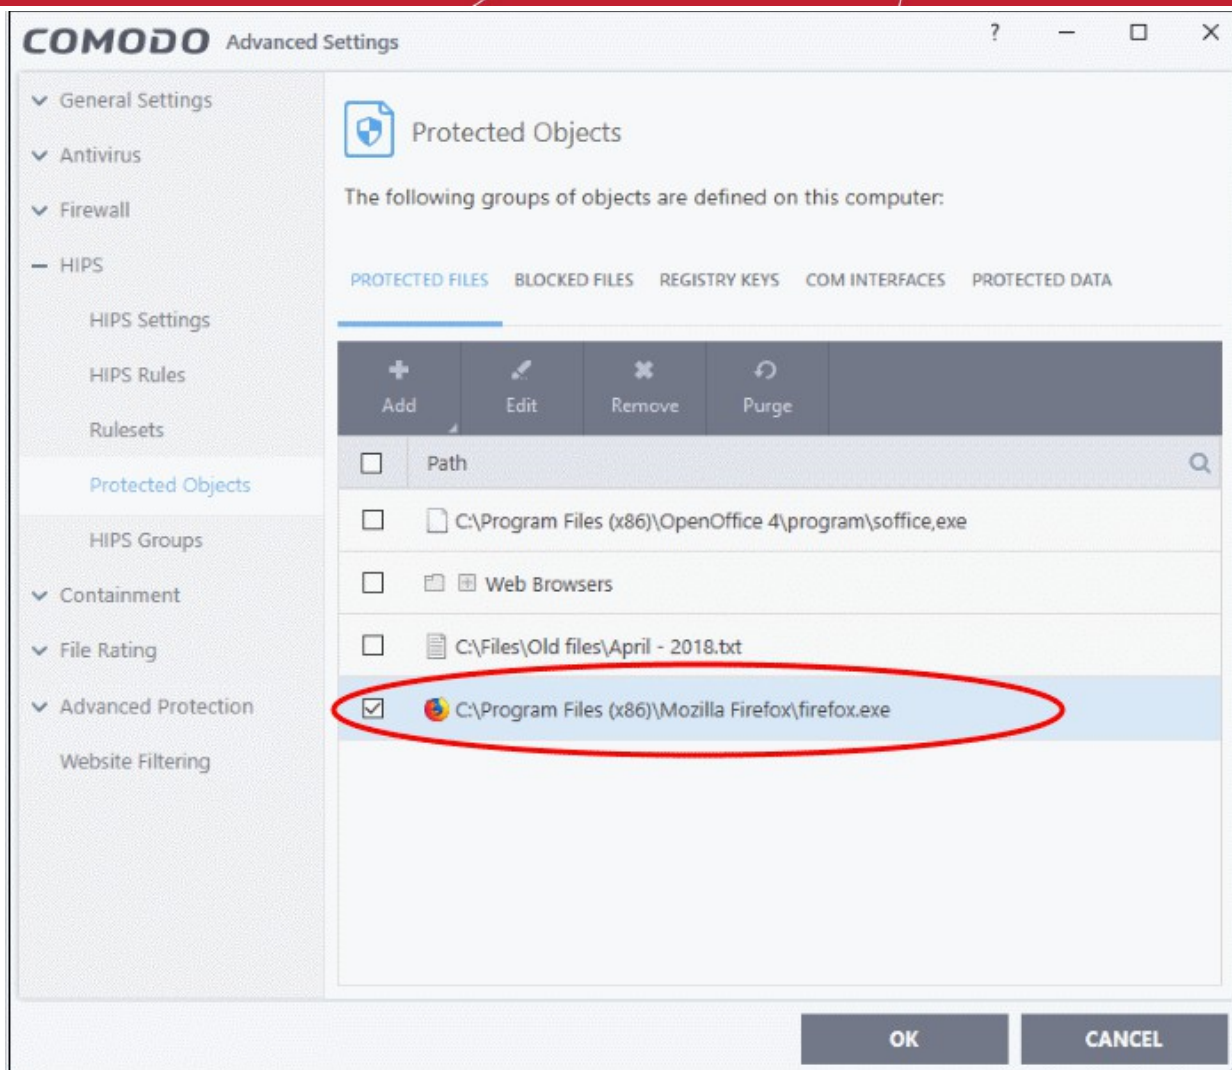 COMODO Advanced Settings ?
General Settings
Antivirus
Firewall
HIPS
HIPS Settings
HIPS Rules
Rulesets
Protected Objects
HIPS Groups
Containment
File Rating
Advanced Protection
Website Filtering
Protected Objects
The following groups of objects are defined on this computer:
PROTECTED FILES BLOCKED FILES REGISTRY KEYS COM INTERFACES PROTECTED DATA
Add Edit Remove Purge
Path
C:\Program Files (x86)\OpenOffice 4\program\soffice,exe
Web Browsers
C:\Files\Old files\April - 2018.txt
C:\Program Files (x86)\Mozilla Firefox\firefox.exe
OK CANCEL